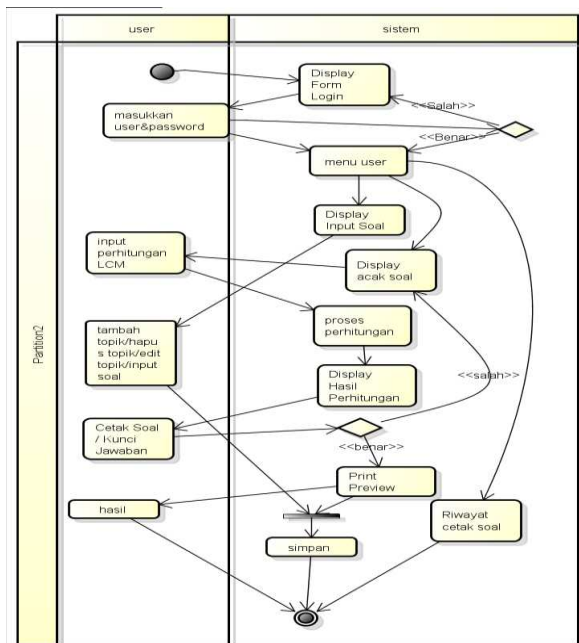 user
sistem
Partition2
Display
Form
Login
masukkan
user&password
<<Salah>>
<<Benar>>
menu user
Display
Input Soal
input
perhitungan
LCM
Display
acak soal
proses
perhitungan
tambah
topik/hapu
s topik/edit
topik/input
soal
Display
Hasil
Perhitungan
<<salah>>
Cetak Soal
/ Kunci
Jawaban
<<benar>>
Print
Preview
hasil
Riwayat
cetak soal
simpan